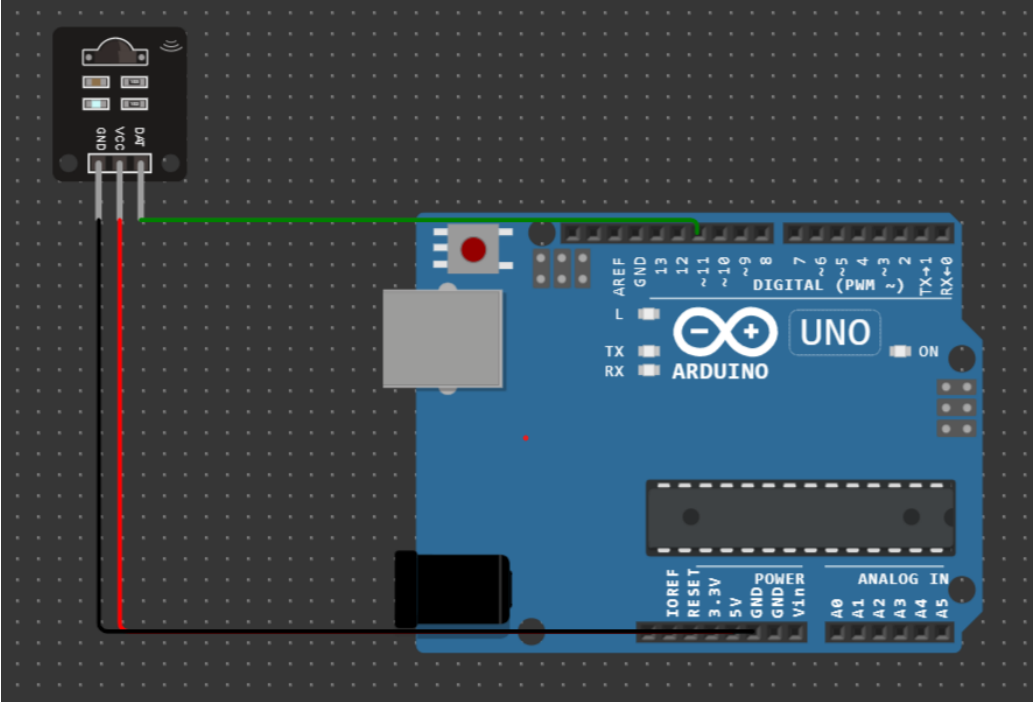 GND VCC DAT
AREF GND 13 12 ~11 ~10 ~9 8 7 ~6 ~5 4 ~3 2 TX→1 RX←0
DIGITAL (PWM ~)
L
TX
RX
ARDUINO
UNO
ON
POWER
ANALOG IN
IOREF RESET 3.3V 5V GND GND Vin A0 A1 A2 A3 A4 A5